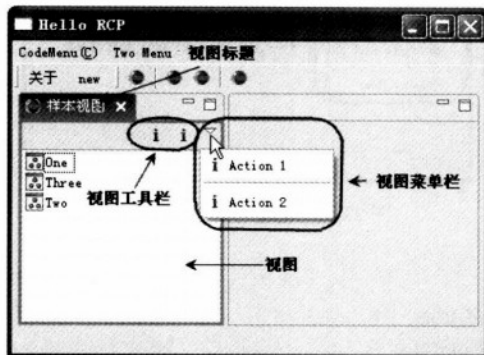 Hello RCP
CodeMenu(C) Two Menu 视图标题
关于 new
样本视图
i i
One
Three
Two
视图工具栏
i Action 1
i Action 2
视图菜单栏
视图